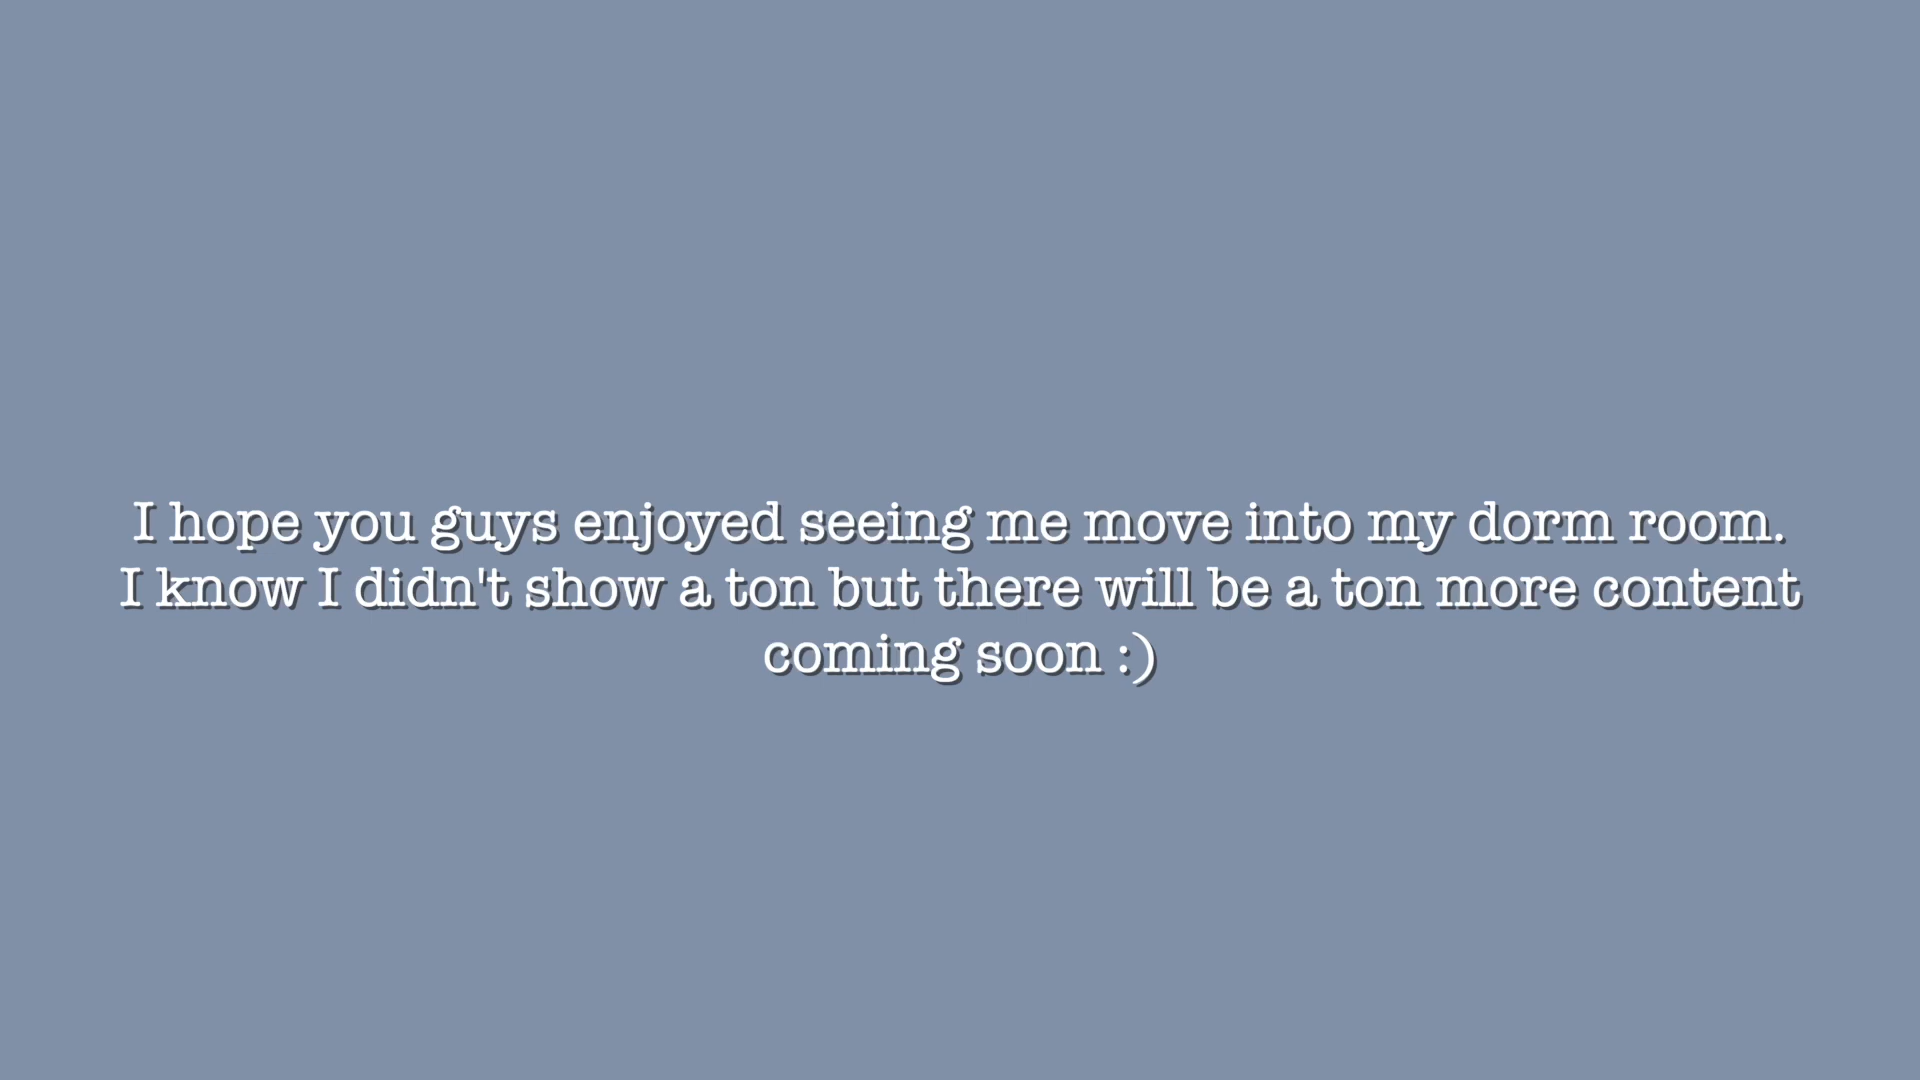 I hope you guys enjoyed seeing me move into my dorm room.
I know I didn't show a ton but there will be a ton more content
coming soon :)